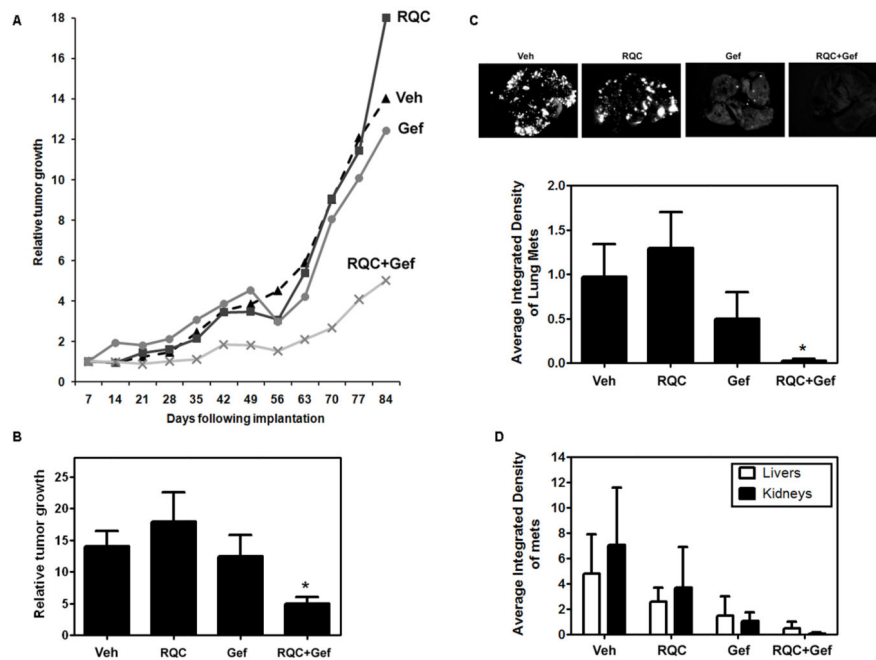 A
18
16
14
12
10
8
6
4
2
0
Relative tumor growth
RQC
Veh
Gef
RQC+Gef
7 14 21 28 35 42 49 56 63 70 77 84
Days following implantation
B
25
20
15
10
5
0
Relative tumor growth
*
Veh RQC Gef RQC+Gef
C
Veh RQC Gef RQC+Gef
2.0
1.5
1.0
0.5
0.0
Average Integrated Density
of Lung Mets
*
Veh RQC Gef RQC+Gef
D
14
12
10
8
6
4
2
0
Average Integrated Density
of mets
Livers
Kidneys
Veh RQC Gef RQC+Gef